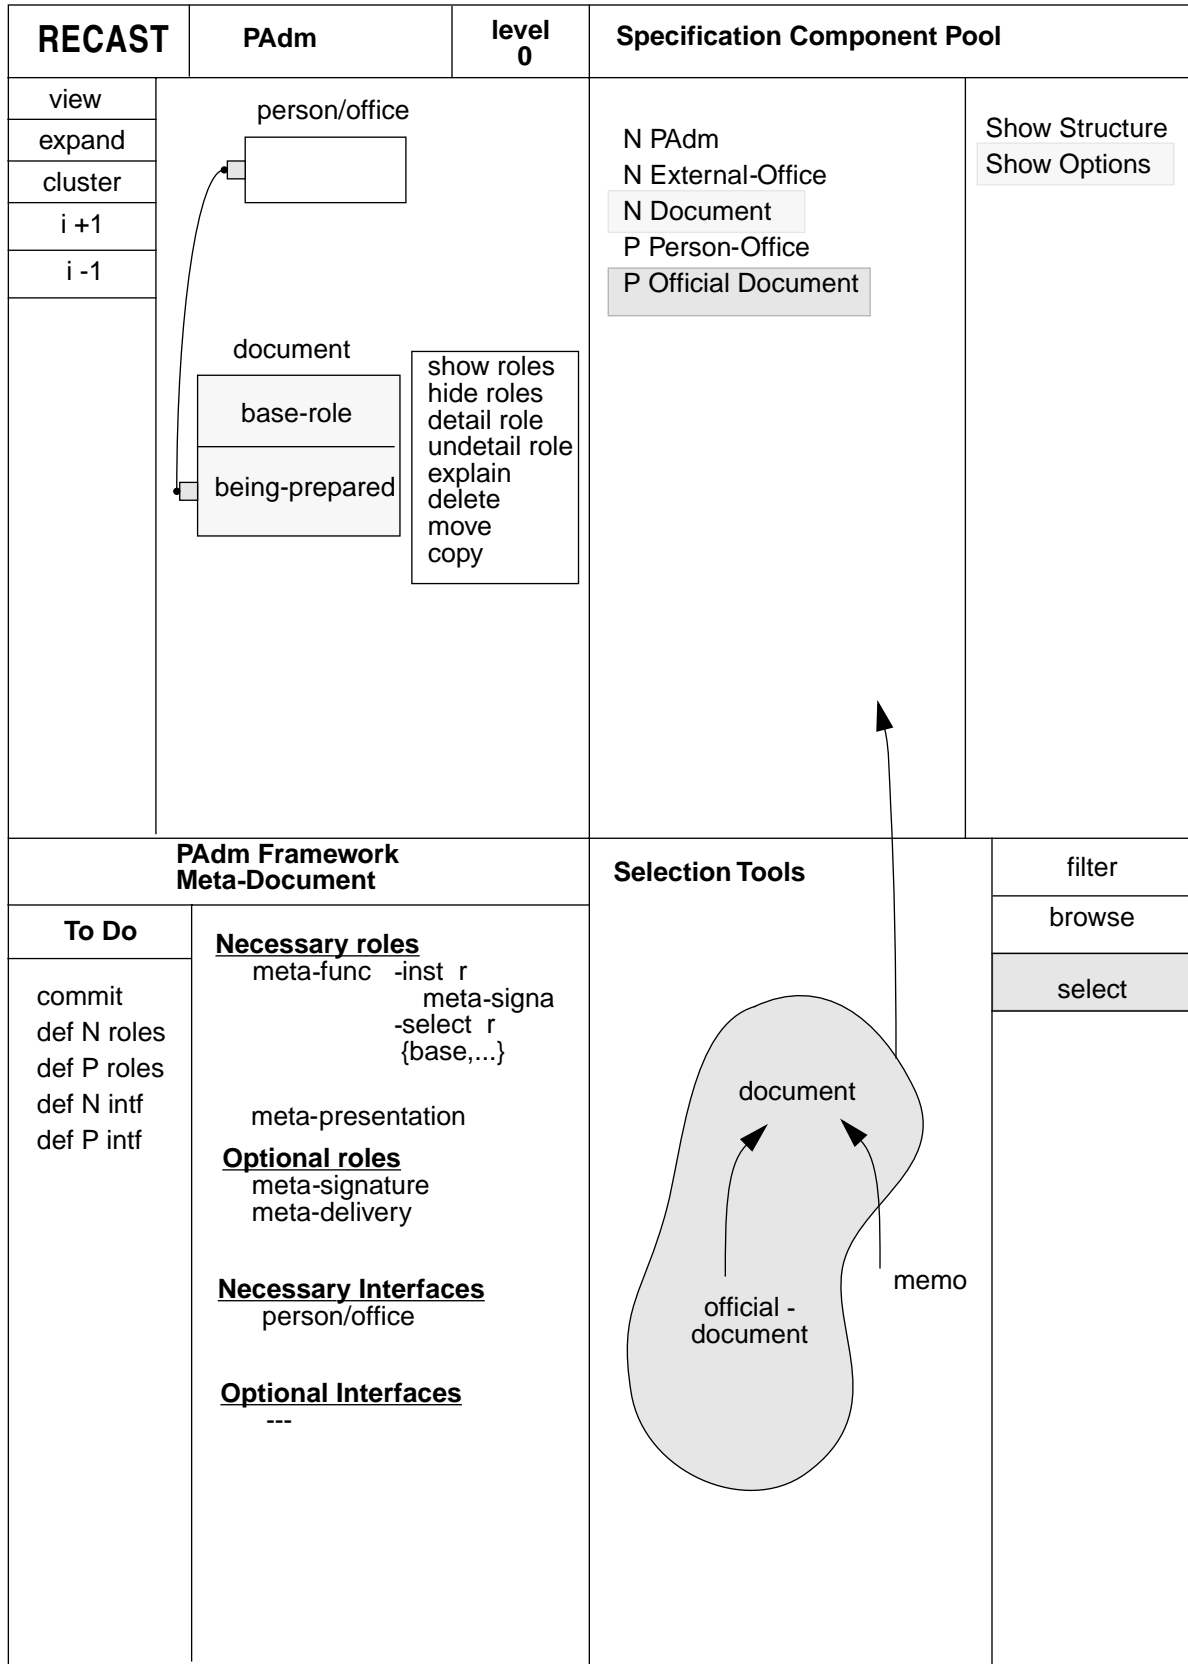 RECAST
PAdm
level
0
Specification Component Pool
view
expand
cluster
i +1
i -1
person/office
document
base-role
being-prepared
show roles
hide roles
detail role
undetail role
explain
delete
move
copy
N PAdm
N External-Office
N Document
P Person-Office
P Official Document
Show Structure
Show Options
PAdm Framework
Meta-Document
To Do
commit
def N roles
def P roles
def N intf
def P intf
Necessary roles
meta-func -inst r
meta-signa
-select r
{base,...}
meta-presentation
Optional roles
meta-signature
meta-delivery
Necessary Interfaces
person/office
Optional Interfaces
---
Selection Tools
filter
browse
select
document
memo
official -
document